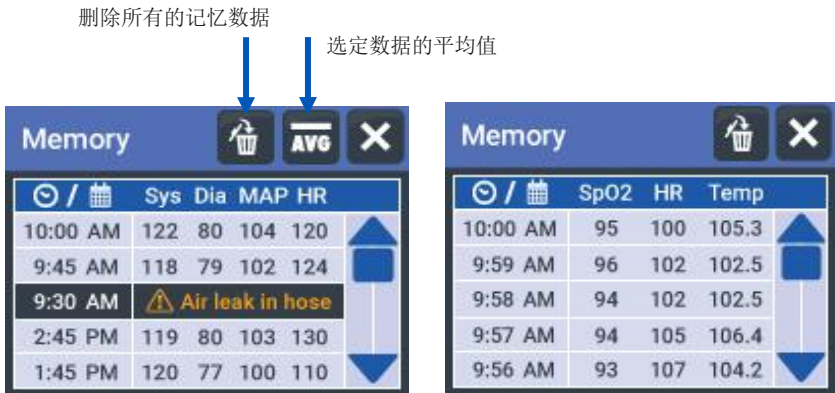 删除所有的记忆数据
选定数据的平均值
Memory AVG
/ Sys Dia MAP HR
10:00 AM 122 80 104 120
9:45 AM 118 79 102 124
9:30 AM Air leak in hose
2:45 PM 119 80 103 130
1:45 PM 120 77 100 110
Memory
/ SpO2 HR Temp
10:00 AM 95 100 105.3
9:59 AM 96 102 102.5
9:58 AM 94 102 102.5
9:57 AM 94 105 106.4
9:56 AM 93 107 104.2